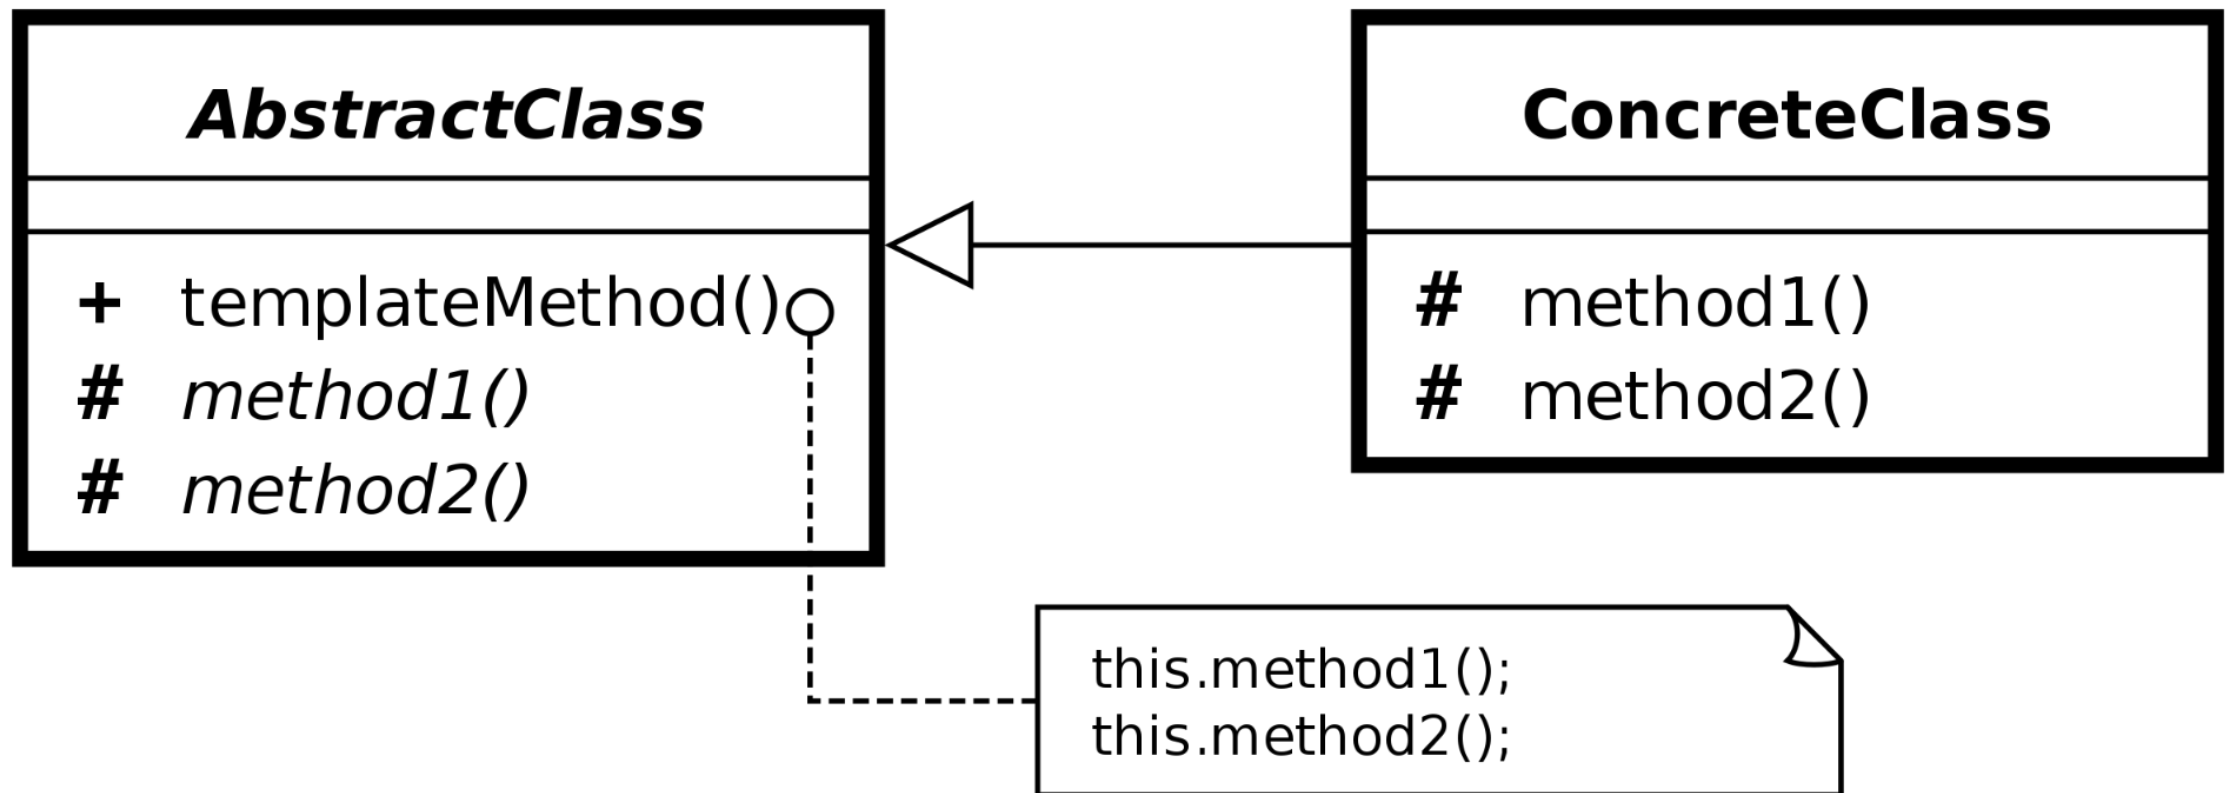 AbstractClass
+ templateMethod()
# method1()
# method2()
ConcreteClass
# method1()
# method2()
this.method1();
this.method2();